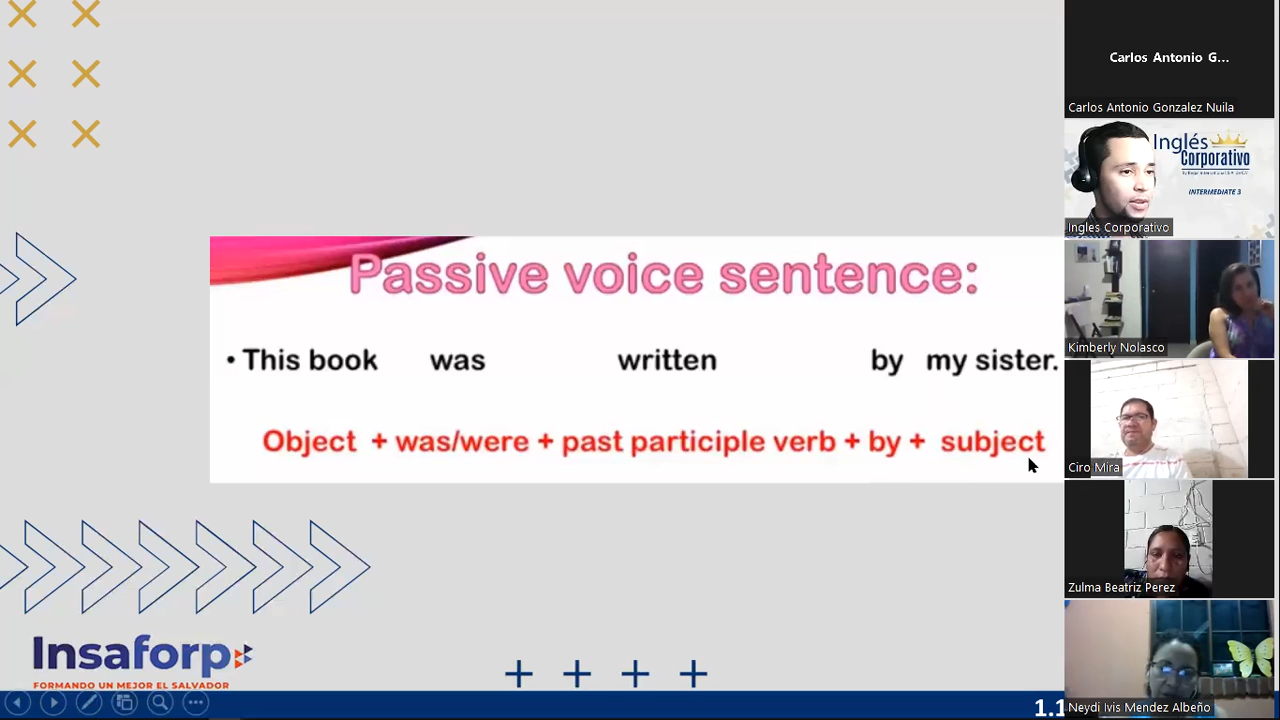 Passive voice sentence:
• This book was written by my sister.
Object + was/were + past participle verb + by + subject
Insaforp
FORMANDO UN MEJOR EL SALVADOR
1.1
Carlos Antonio G...
Carlos Antonio Gonzalez Nuila
Inglés
Corporativo
INTERMEDIATE 3
Ingles Corporativo
Kimberly Nolasco
Ciro Mira
Zulma Beatriz Perez
Neydi Ivis Mendez Albeño